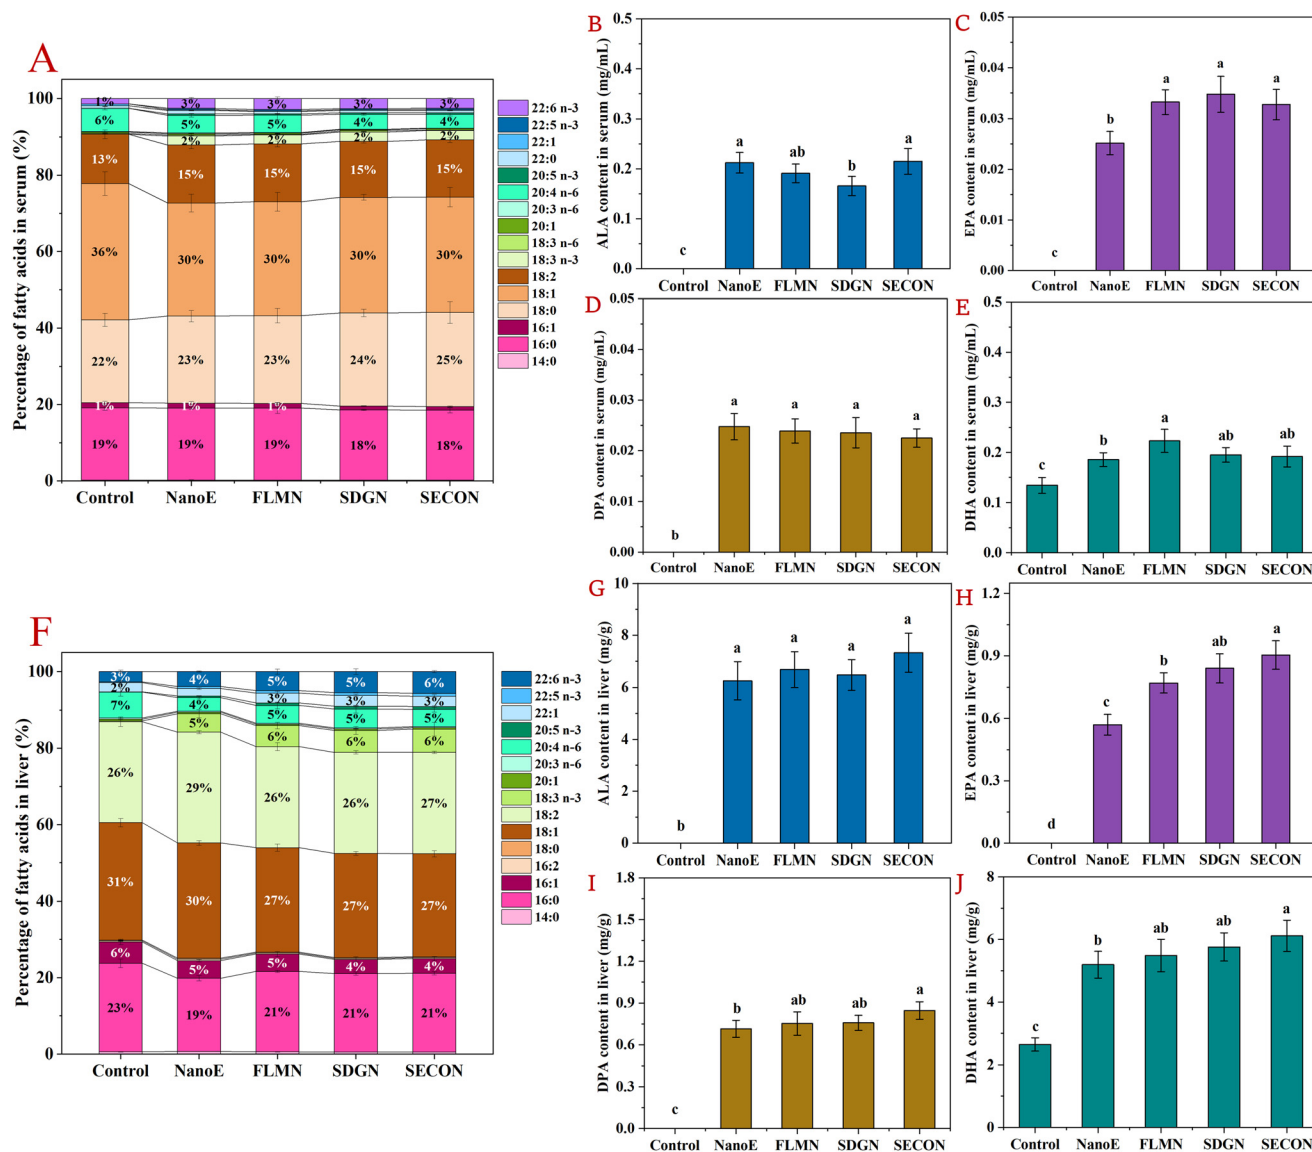 A
Percentage of fatty acids in serum (%)
100
80
60
40
20
0
1% 3% 3% 3% 3%
6% 5% 5% 4% 4%
2% 2% 2% 2%
13% 15% 15% 15% 15%
36% 30% 30% 30% 30%
22% 23% 23% 24% 25%
1% 1% 1%
19% 19% 19% 18% 18%
Control NanoE FLMN SDGN SECON
22:6 n-3
22:5 n-3
22:1
22:0
20:5 n-3
20:4 n-6
20:3 n-6
20:1
18:3 n-6
18:3 n-3
18:2
18:1
18:0
16:1
16:0
14:0
B
ALA content in serum (mg/mL)
0.5
0.4
0.3
0.2
0.1
0.0
c a ab b a
Control NanoE FLMN SDGN SECON
C
EPA content in serum (mg/mL)
0.05
0.04
0.03
0.02
0.01
0.00
c b a a a
Control NanoE FLMN SDGN SECON
D
DPA content in serum (mg/mL)
0.05
0.04
0.03
0.02
0.01
0.00
b a a a a
Control NanoE FLMN SDGN SECON
E
DHA content in serum (mg/mL)
0.5
0.4
0.3
0.2
0.1
0.0
c b a ab ab
Control NanoE FLMN SDGN SECON
F
Percentage of fatty acids in liver (%)
100
80
60
40
20
0
3% 4% 5% 5% 6%
2% 3% 3% 3%
7% 4% 5% 5% 5%
5% 6% 6% 6%
26% 29% 26% 26% 27%
31% 30% 27% 27% 27%
6% 5% 5% 4% 4%
23% 19% 21% 21% 21%
Control NanoE FLMN SDGN SECON
22:6 n-3
22:5 n-3
22:1
20:5 n-3
20:4 n-6
20:3 n-6
20:1
18:3 n-3
18:2
18:1
18:0
16:2
16:1
16:0
14:0
G
ALA content in liver (mg/g)
10
8
6
4
2
0
b a a a a
Control NanoE FLMN SDGN SECON
H
EPA content in liver (mg/g)
1.2
0.9
0.6
0.3
0.0
d c b ab a
Control NanoE FLMN SDGN SECON
I
DPA content in liver (mg/g)
1.8
1.5
1.2
0.9
0.6
0.3
0.0
c b ab ab a
Control NanoE FLMN SDGN SECON
J
DHA content in liver (mg/g)
8
6
4
2
0
c b ab ab a
Control NanoE FLMN SDGN SECON